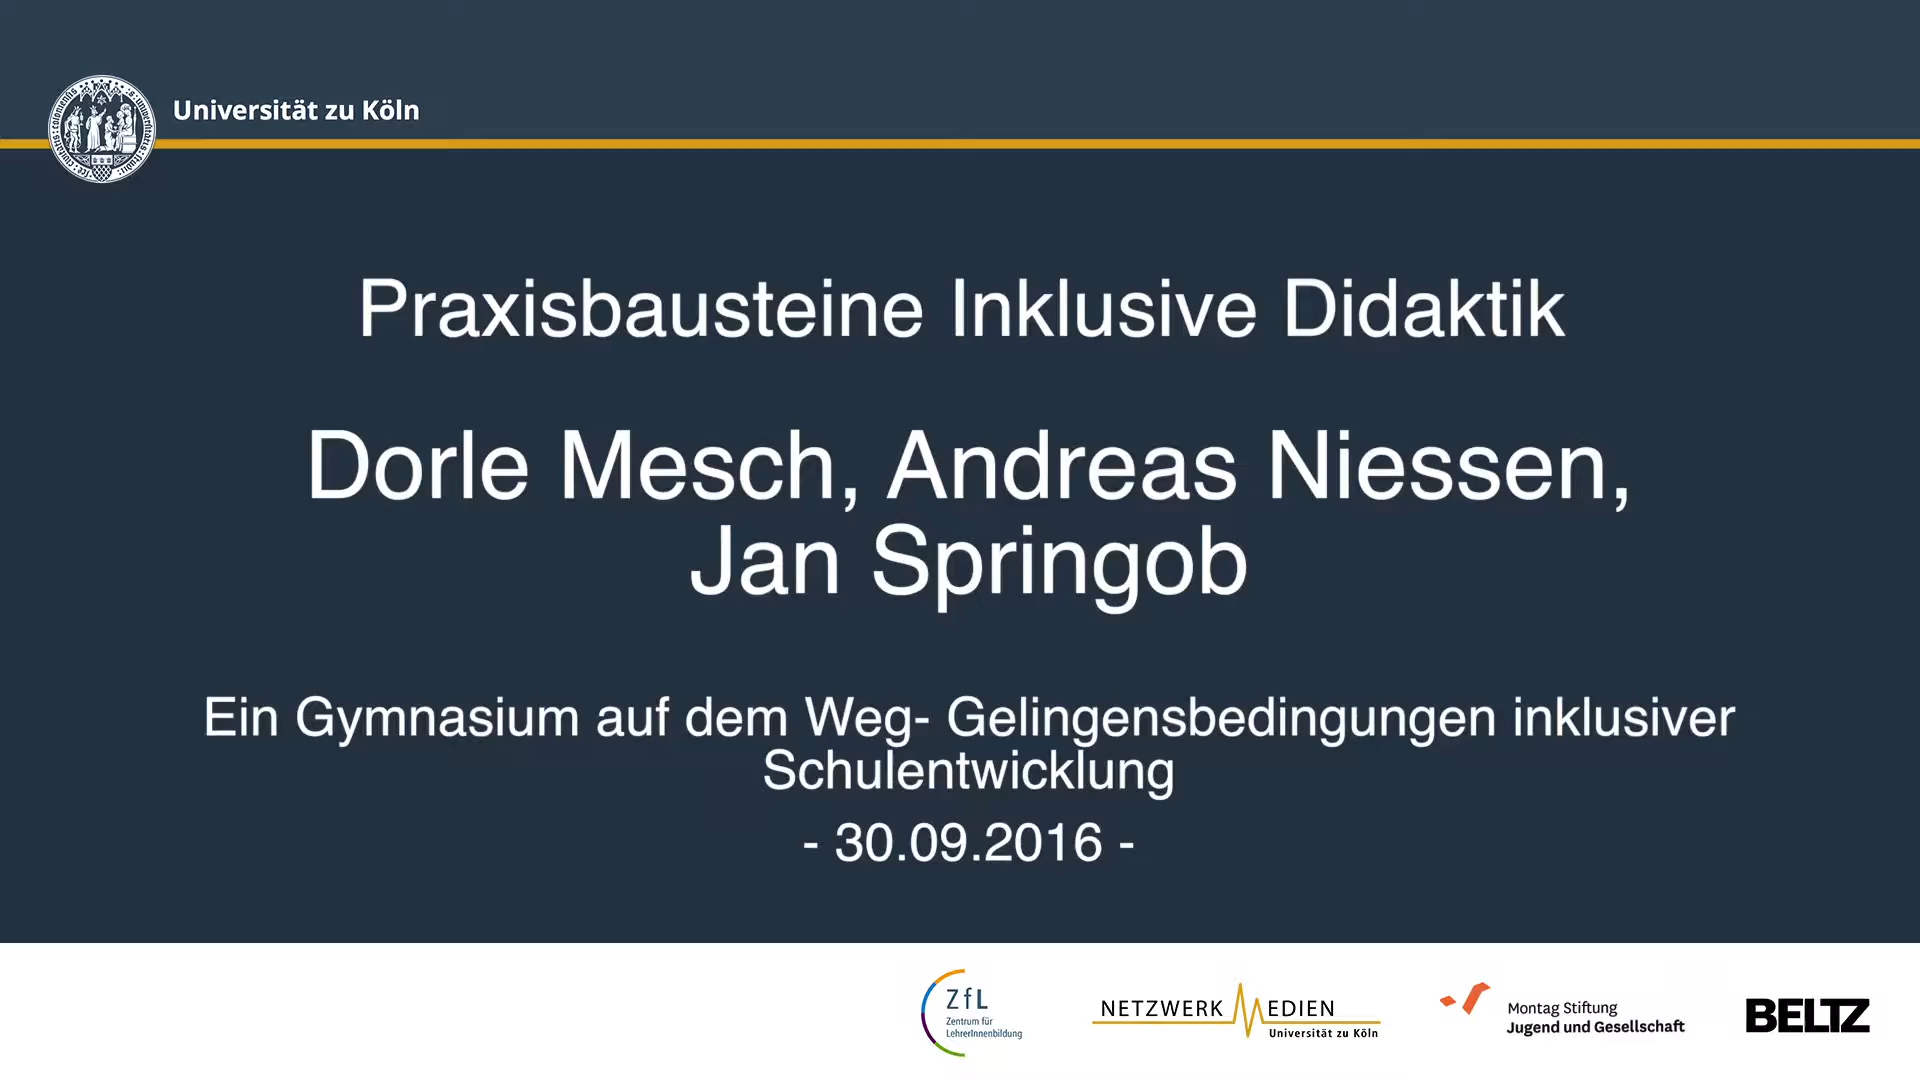 Universität zu Köln
Praxisbausteine Inklusive Didaktik
Dorle Mesch, Andreas Niessen,
Jan Springob
Ein Gymnasium auf dem Weg- Gelingensbedingungen inklusiver
Schulentwicklung
- 30.09.2016 -
ZfL
Zentrum für
LehrerInnenbildung
NETZWERK MEDIEN
Universität zu Köln
Montag Stiftung
Jugend und Gesellschaft
BELTZ